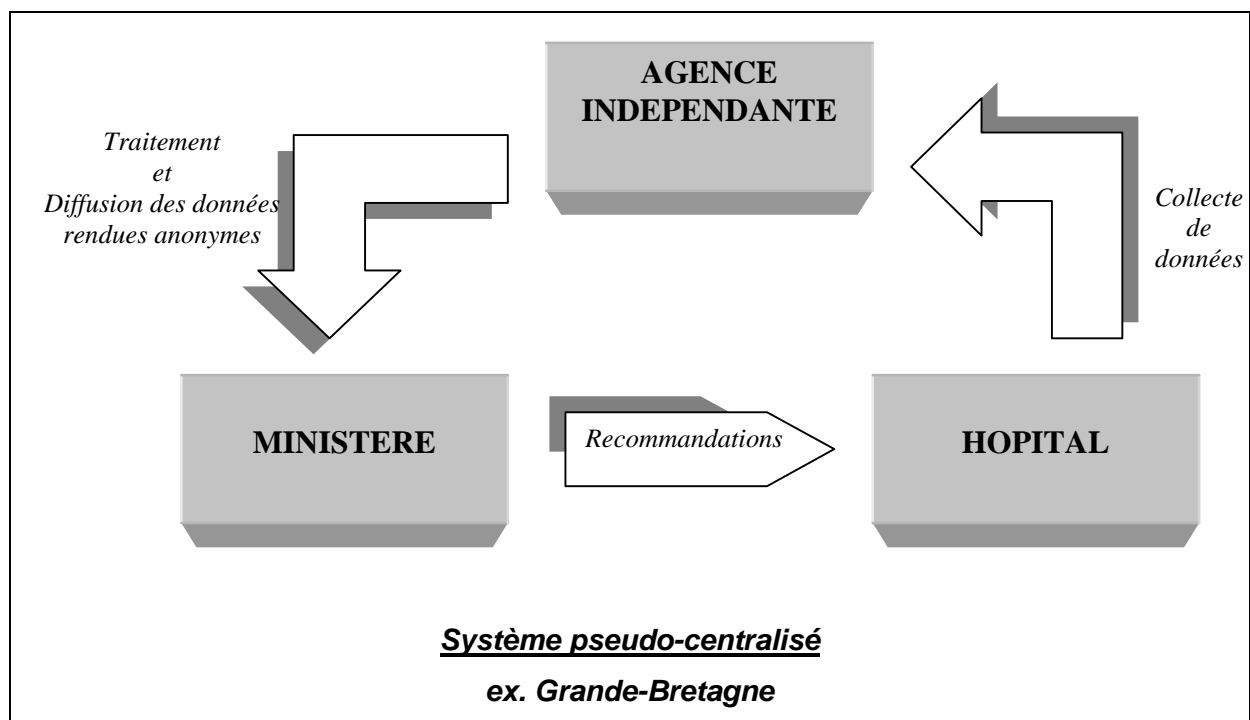 AGENCE
INDEPENDANTE
Traitement
et
Diffusion des données
rendues anonymes
Collecte
de
données
MINISTERE
Recommandations
HOPITAL
Système pseudo-centralisé
ex. Grande-Bretagne